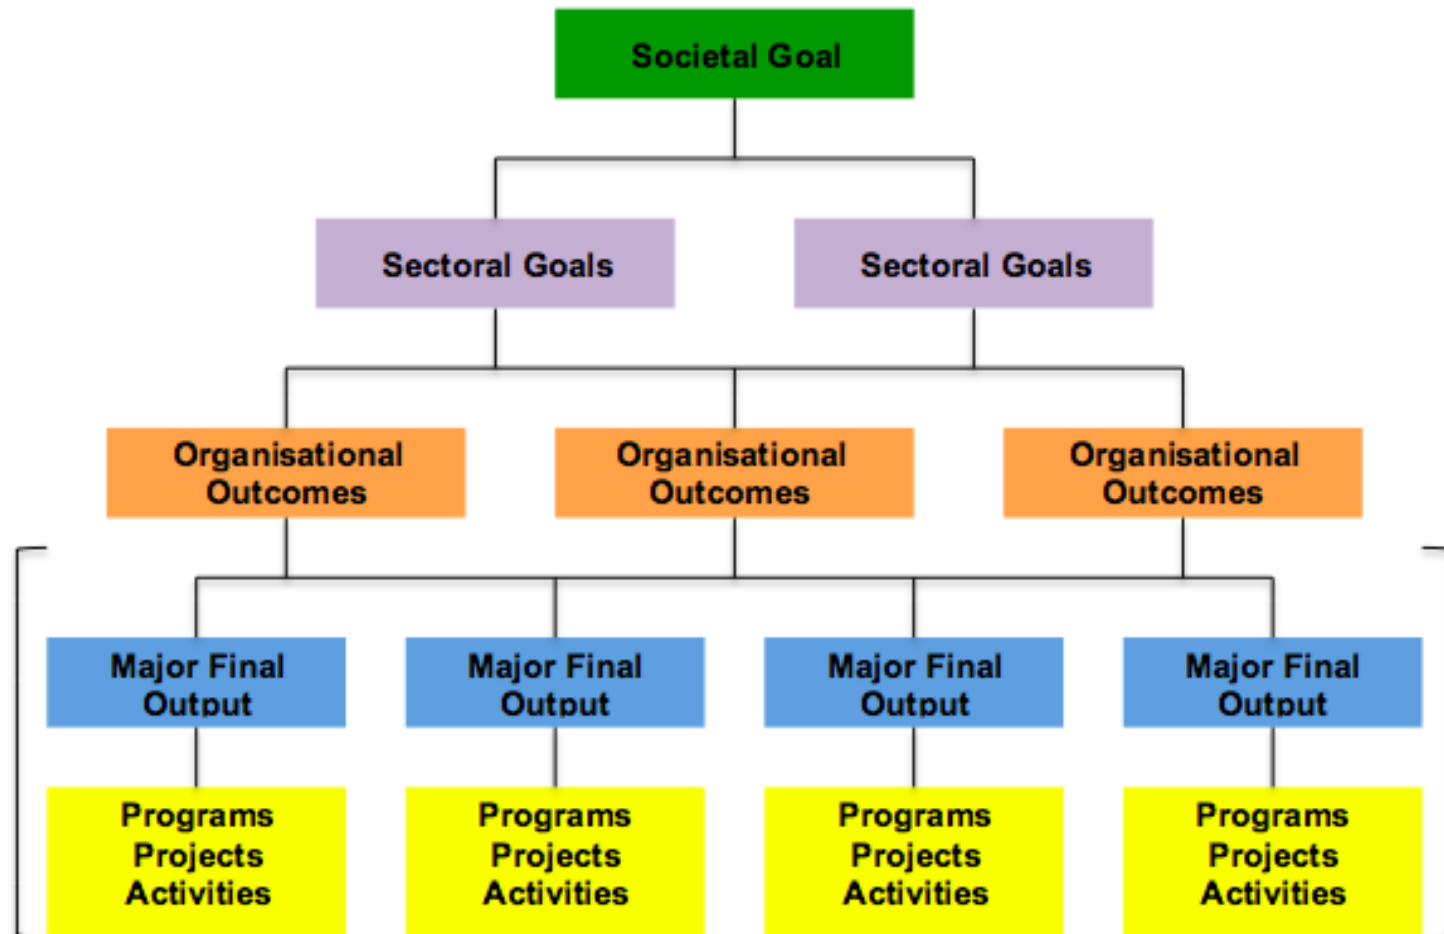 Societal Goal
Sectoral Goals
Sectoral Goals
Organisational
Outcomes
Organisational
Outcomes
Organisational
Outcomes
Major Final
Output
Major Final
Output
Major Final
Output
Major Final
Output
Programs
Projects
Activities
Programs
Projects
Activities
Programs
Projects
Activities
Programs
Projects
Activities